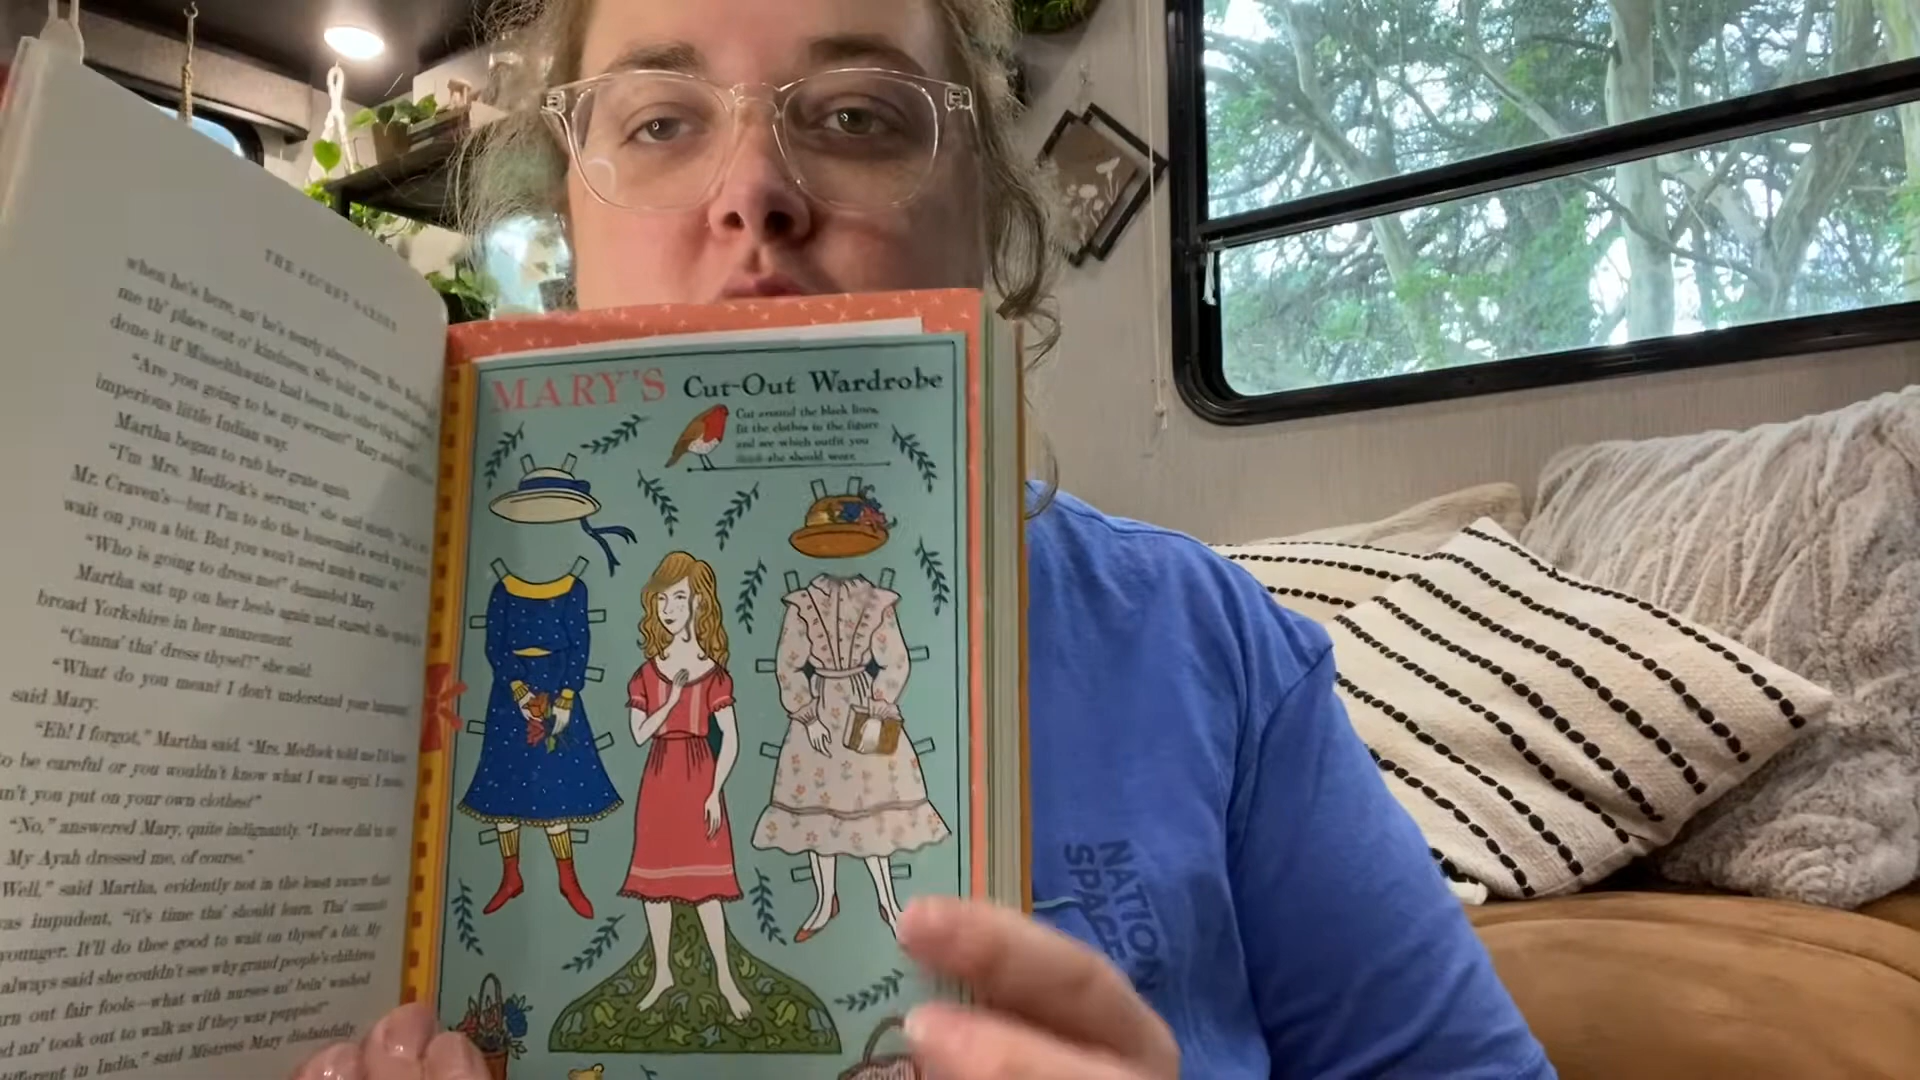 THE SECRET GARDEN
when he's here, an' he's nearly always away. Mrs.
me th' place out o' kindness. She told me she could never
done it if Misselthwaite had been like other big houses."
"Are you going to be my servant?" Mary asked, still in her
imperious little Indian way.
Martha began to rub her grate again.
"I'm Mrs. Medlock's servant," she said stoutly.
Mr. Craven's—but I'm to do the housemaid's work up here
wait on you a bit. But you won't need much waitin' on."
"Who is going to dress me?" demanded Mary.
Martha sat up on her heels again and stared. She spoke in
broad Yorkshire in her amazement.
"Canna' tha' dress thysel'?" she said.
"What do you mean? I don't understand your language,"
said Mary.
"Eh! I forgot," Martha said. "Mrs. Medlock told me I'd have
to be careful or you wouldn't know what I was sayin'. I mean
n't you put on your own clothes?"
"No," answered Mary, quite indignantly. "I never did in my
My Ayah dressed me, of course."
Well," said Martha, evidently not in the least aware that
was impudent, "it's time tha' should learn. Tha' cannot
younger. It'll do thee good to wait on thysel' a bit. My
always said she couldn't see why grand people's children
rn out fair fools—what with nurses an' bein' washed
d an' took out to walk as if they was puppies!"
different in India," said Mistress Mary disdainfully.
MARY'S Cut-Out Wardrobe
Cut around the black lines,
fit the clothes to the figure
and see which outfit you
think she should wear.
NATION
SPACE